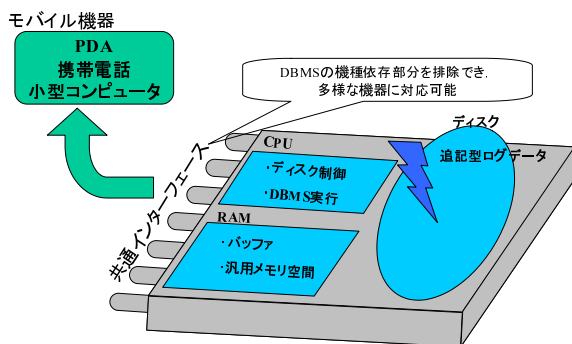 モバイル機器
PDA
携帯電話
小型コンピュータ
DBMSの機種依存部分を排除でき.
多様な機器に対応可能
ディスク
追記型ログデータ
CPU
・ディスク制御
・DBMS実行
RAM
・バッファ
・汎用メモリ空間
共通インターフェース